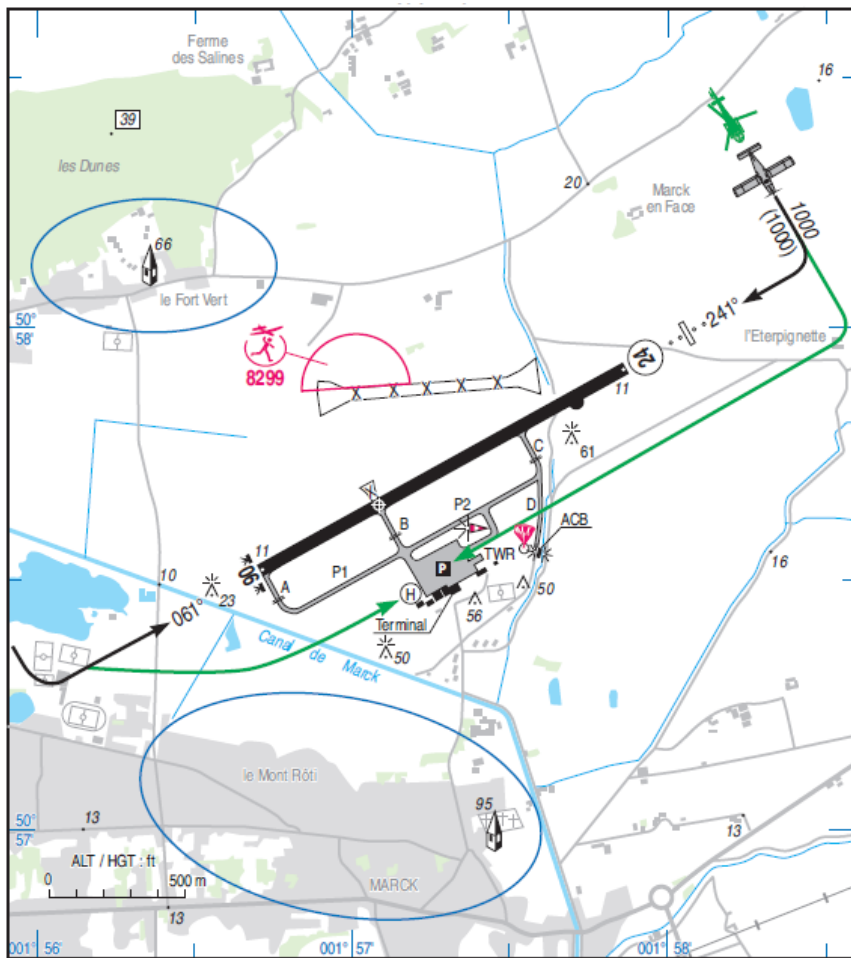 Ferme
des Salines
16
39
les Dunes
20
Marck
en Face
1000
(1000)
66
le Fort Vert
241°
l'Eterpignette
50°
58'
24
8299
11
X X X X X
61
C
P2
D
B
ACB
11
06
A
P1
TWR
P
10
23
H
50
56
16
061°
Terminal
50
Canal de Marck
le Mont Rôti
95
50°
57'
13
13
ALT / HGT : ft
0 500 m
MARCK
13
001° 56'
001° 57'
001° 58'